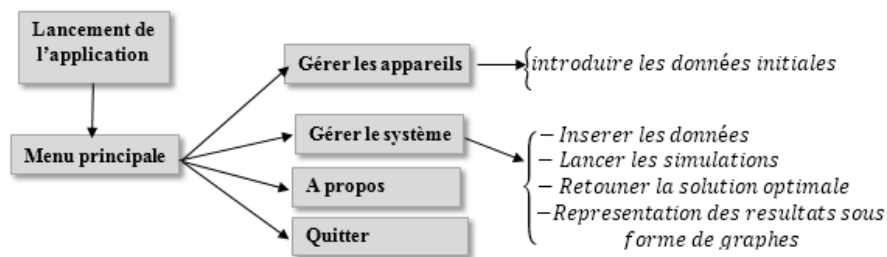 Lancement de
l'application
Gérer les appareils
introduire les données initiales
Menu principale
Gérer le système
− Inserer les données
− Lancer les simulations
− Retouner la solution optimale
−Representation des resultats sous
forme de graphes
A propos
Quitter